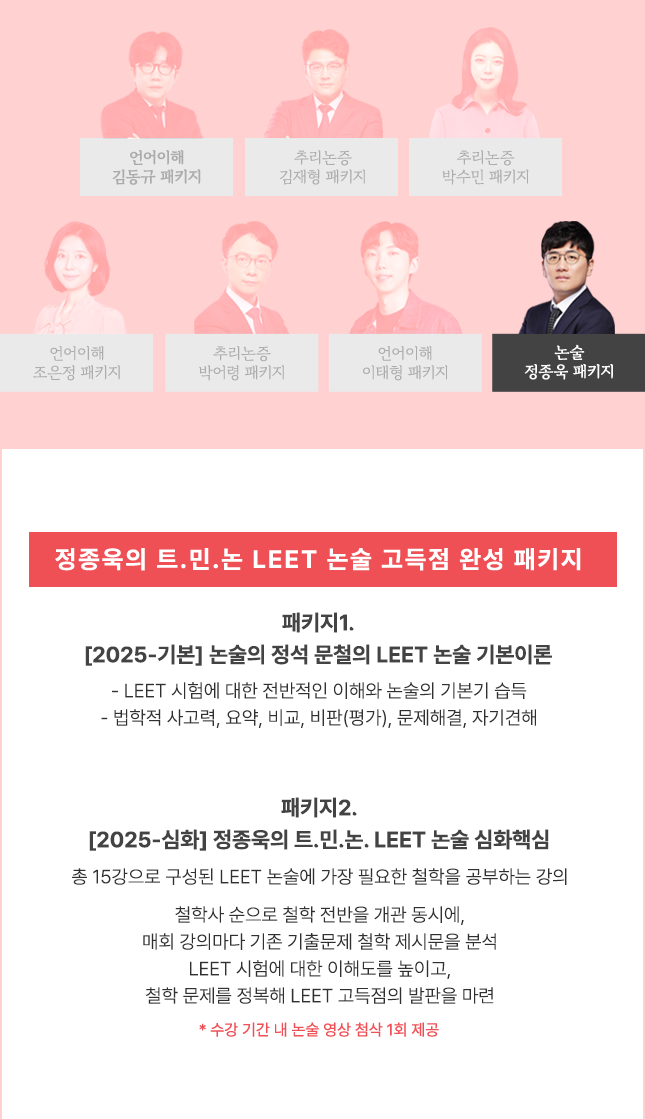 언어이해
김동규 패키지
추리논증
김재형 패키지
추리논증
박수민 패키지
언어이해
조은정 패키지
추리논증
박어령 패키지
언어이해
이태형 패키지
논술
정종욱 패키지
정종욱의 트.민.논 LEET 논술 고득점 완성 패키지
패키지1.
[2025-기본] 논술의 정석 문철의 LEET 논술 기본이론
- LEET 시험에 대한 전반적인 이해와 논술의 기본기 습득
- 법학적 사고력, 요약, 비교, 비판(평가), 문제해결, 자기견해
패키지2.
[2025-심화] 정종욱의 트.민.논. LEET 논술 심화핵심
총 15강으로 구성된 LEET 논술에 가장 필요한 철학을 공부하는 강의
철학사 순으로 철학 전반을 개관 동시에,
매회 강의마다 기존 기출문제 철학 제시문을 분석
LEET 시험에 대한 이해도를 높이고,
철학 문제를 정복해 LEET 고득점의 발판을 마련
* 수강 기간 내 논술 영상 첨삭 1회 제공